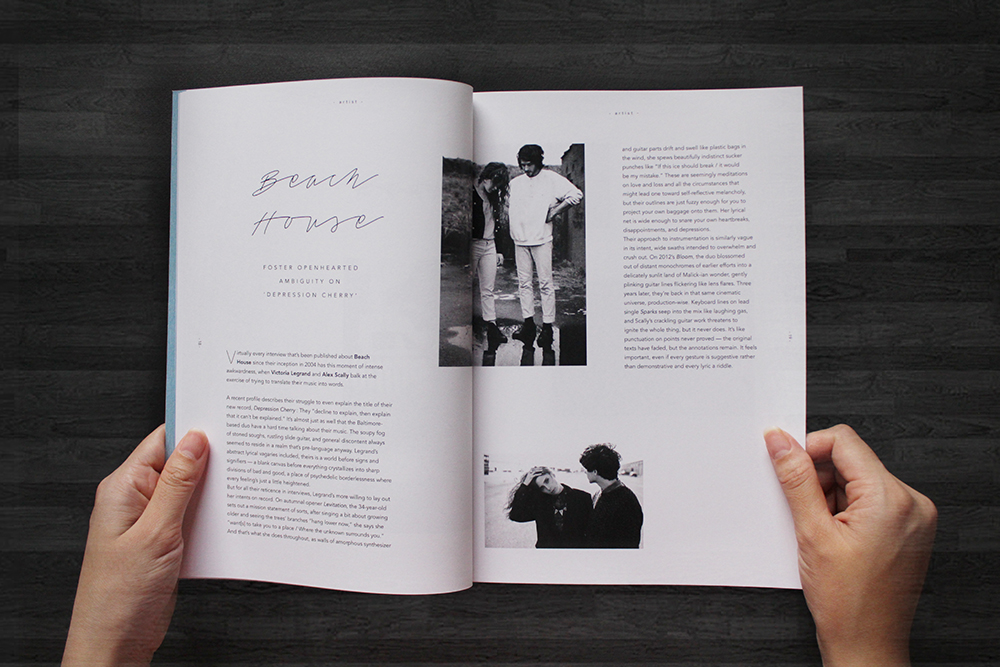 - artist -
Beach
House
FOSTER OPENHEARTED
AMBIGUITY ON
'DEPRESSION CHERRY'
Virtually every interview that's been published about Beach
House since their inception in 2004 has this moment of intense
awkwardness, when Victoria Legrand and Alex Scally balk at the
exercise of trying to translate their music into words.
A recent profile describes their struggle to even explain the title of their
new record, Depression Cherry. They "decline to explain, then explain
that it can't be explained." It's almost just as well that the Baltimore-
based duo have a hard time talking about their music. The soupy fog
of stoned soughs, rustling slide guitar, and general discontent always
seemed to reside in a realm that's pre-language anyway. Legrand's
abstract lyrical vagaries included, theirs is a world before signs and
signifiers — a blank canvas before everything crystallizes into sharp
divisions of bad and good, a place of psychedelic borderlessness where
every feeling's just a little heightened.
But for all their reticence in interviews, Legrand's more willing to lay out
her intents on record. On autumnal opener Levitation, the 34-year-old
sets out a mission statement of sorts, after singing a bit about growing
older and seeing the trees' branches "hang lower now," she says she
"want[s] to take you to a place / Where the unknown surrounds you."
And that's what she does throughout, as walls of amorphous synthesizer
- artist -
and guitar parts drift and swell like plastic bags in
the wind, she spews beautifully indistinct sucker
punches like "If this ice should break / it would
be my mistake." These are seemingly meditations
on love and loss and all the circumstances that
might lead one toward self-reflective melancholy,
but their outlines are just fuzzy enough for you to
project your own baggage onto them. Her lyrical
net is wide enough to snare your own heartbreaks,
disappointments, and depressions.
Their approach to instrumentation is similarly vague
in its intent, wide swaths intended to overwhelm and
crush out. On 2012's Bloom, the duo blossomed
out of distant monochromes of earlier efforts into a
delicately sunlit land of Malick-ian wonder, gently
plinking guitar lines flickering like lens flares. Three
years later, they're back in that same cinematic
universe, production-wise. Keyboard lines on lead
single Sparks seep into the mix like laughing gas,
and Scally's crackling guitar work threatens to
ignite the whole thing, but it never does. It's like
punctuation on points never proved — the original
texts have faded, but the annotations remain. It feels
important, even if every gesture is suggestive rather
than demonstrative and every lyric a riddle.